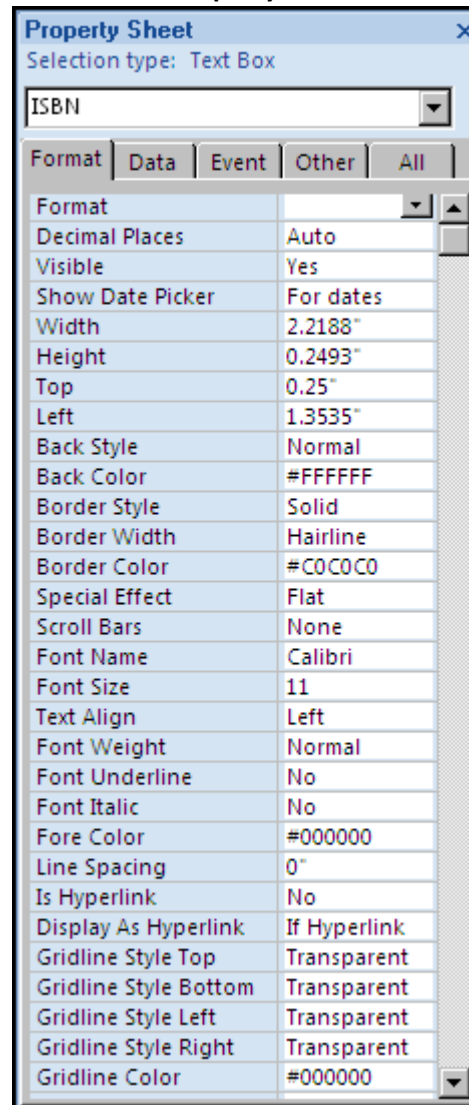 Property Sheet
Selection type: Text Box
ISBN
Format Data Event Other All
Format
Decimal Places Auto
Visible Yes
Show Date Picker For dates
Width 2.2188"
Height 0.2493"
Top 0.25"
Left 1.3535"
Back Style Normal
Back Color #FFFFFF
Border Style Solid
Border Width Hairline
Border Color #C0C0C0
Special Effect Flat
Scroll Bars None
Font Name Calibri
Font Size 11
Text Align Left
Font Weight Normal
Font Underline No
Font Italic No
Fore Color #000000
Line Spacing 0"
Is Hyperlink No
Display As Hyperlink If Hyperlink
Gridline Style Top Transparent
Gridline Style Bottom Transparent
Gridline Style Left Transparent
Gridline Style Right Transparent
Gridline Color #000000